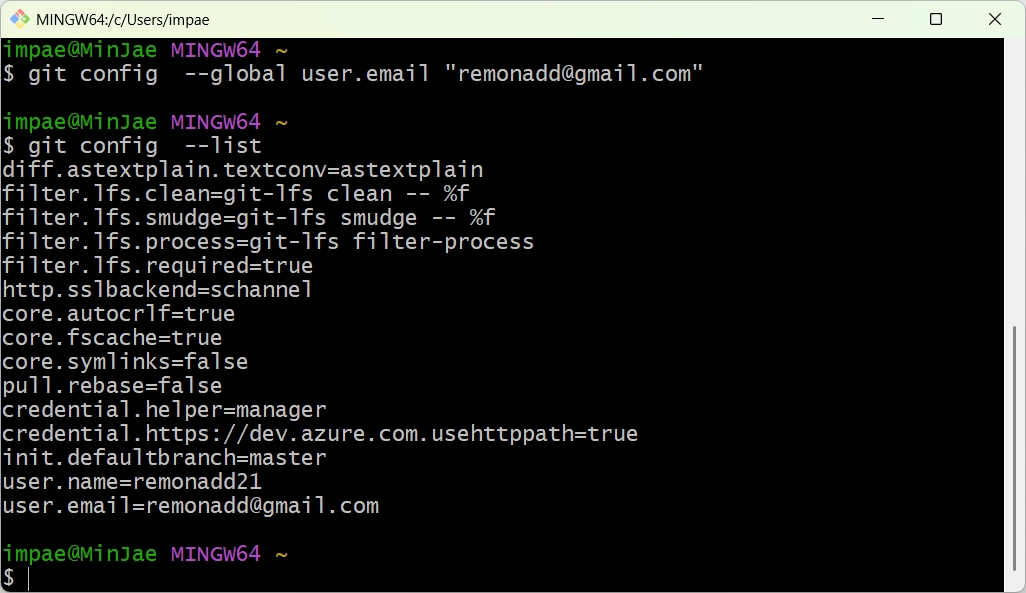 MINGW64:/c/Users/impae
impae@MinJae MINGW64 ~
$ git config  --global user.email "remonadd@gmail.com"
impae@MinJae MINGW64 ~
$ git config  --list
diff.astextplain.textconv=astextplain
filter.lfs.clean=git-lfs clean -- %f
filter.lfs.smudge=git-lfs smudge -- %f
filter.lfs.process=git-lfs filter-process
filter.lfs.required=true
http.sslbackend=schannel
core.autocrlf=true
core.fscache=true
core.symlinks=false
pull.rebase=false
credential.helper=manager
credential.https://dev.azure.com.usehttppath=true
init.defaultbranch=master
user.name=remonadd21
user.email=remonadd@gmail.com
impae@MinJae MINGW64 ~
$